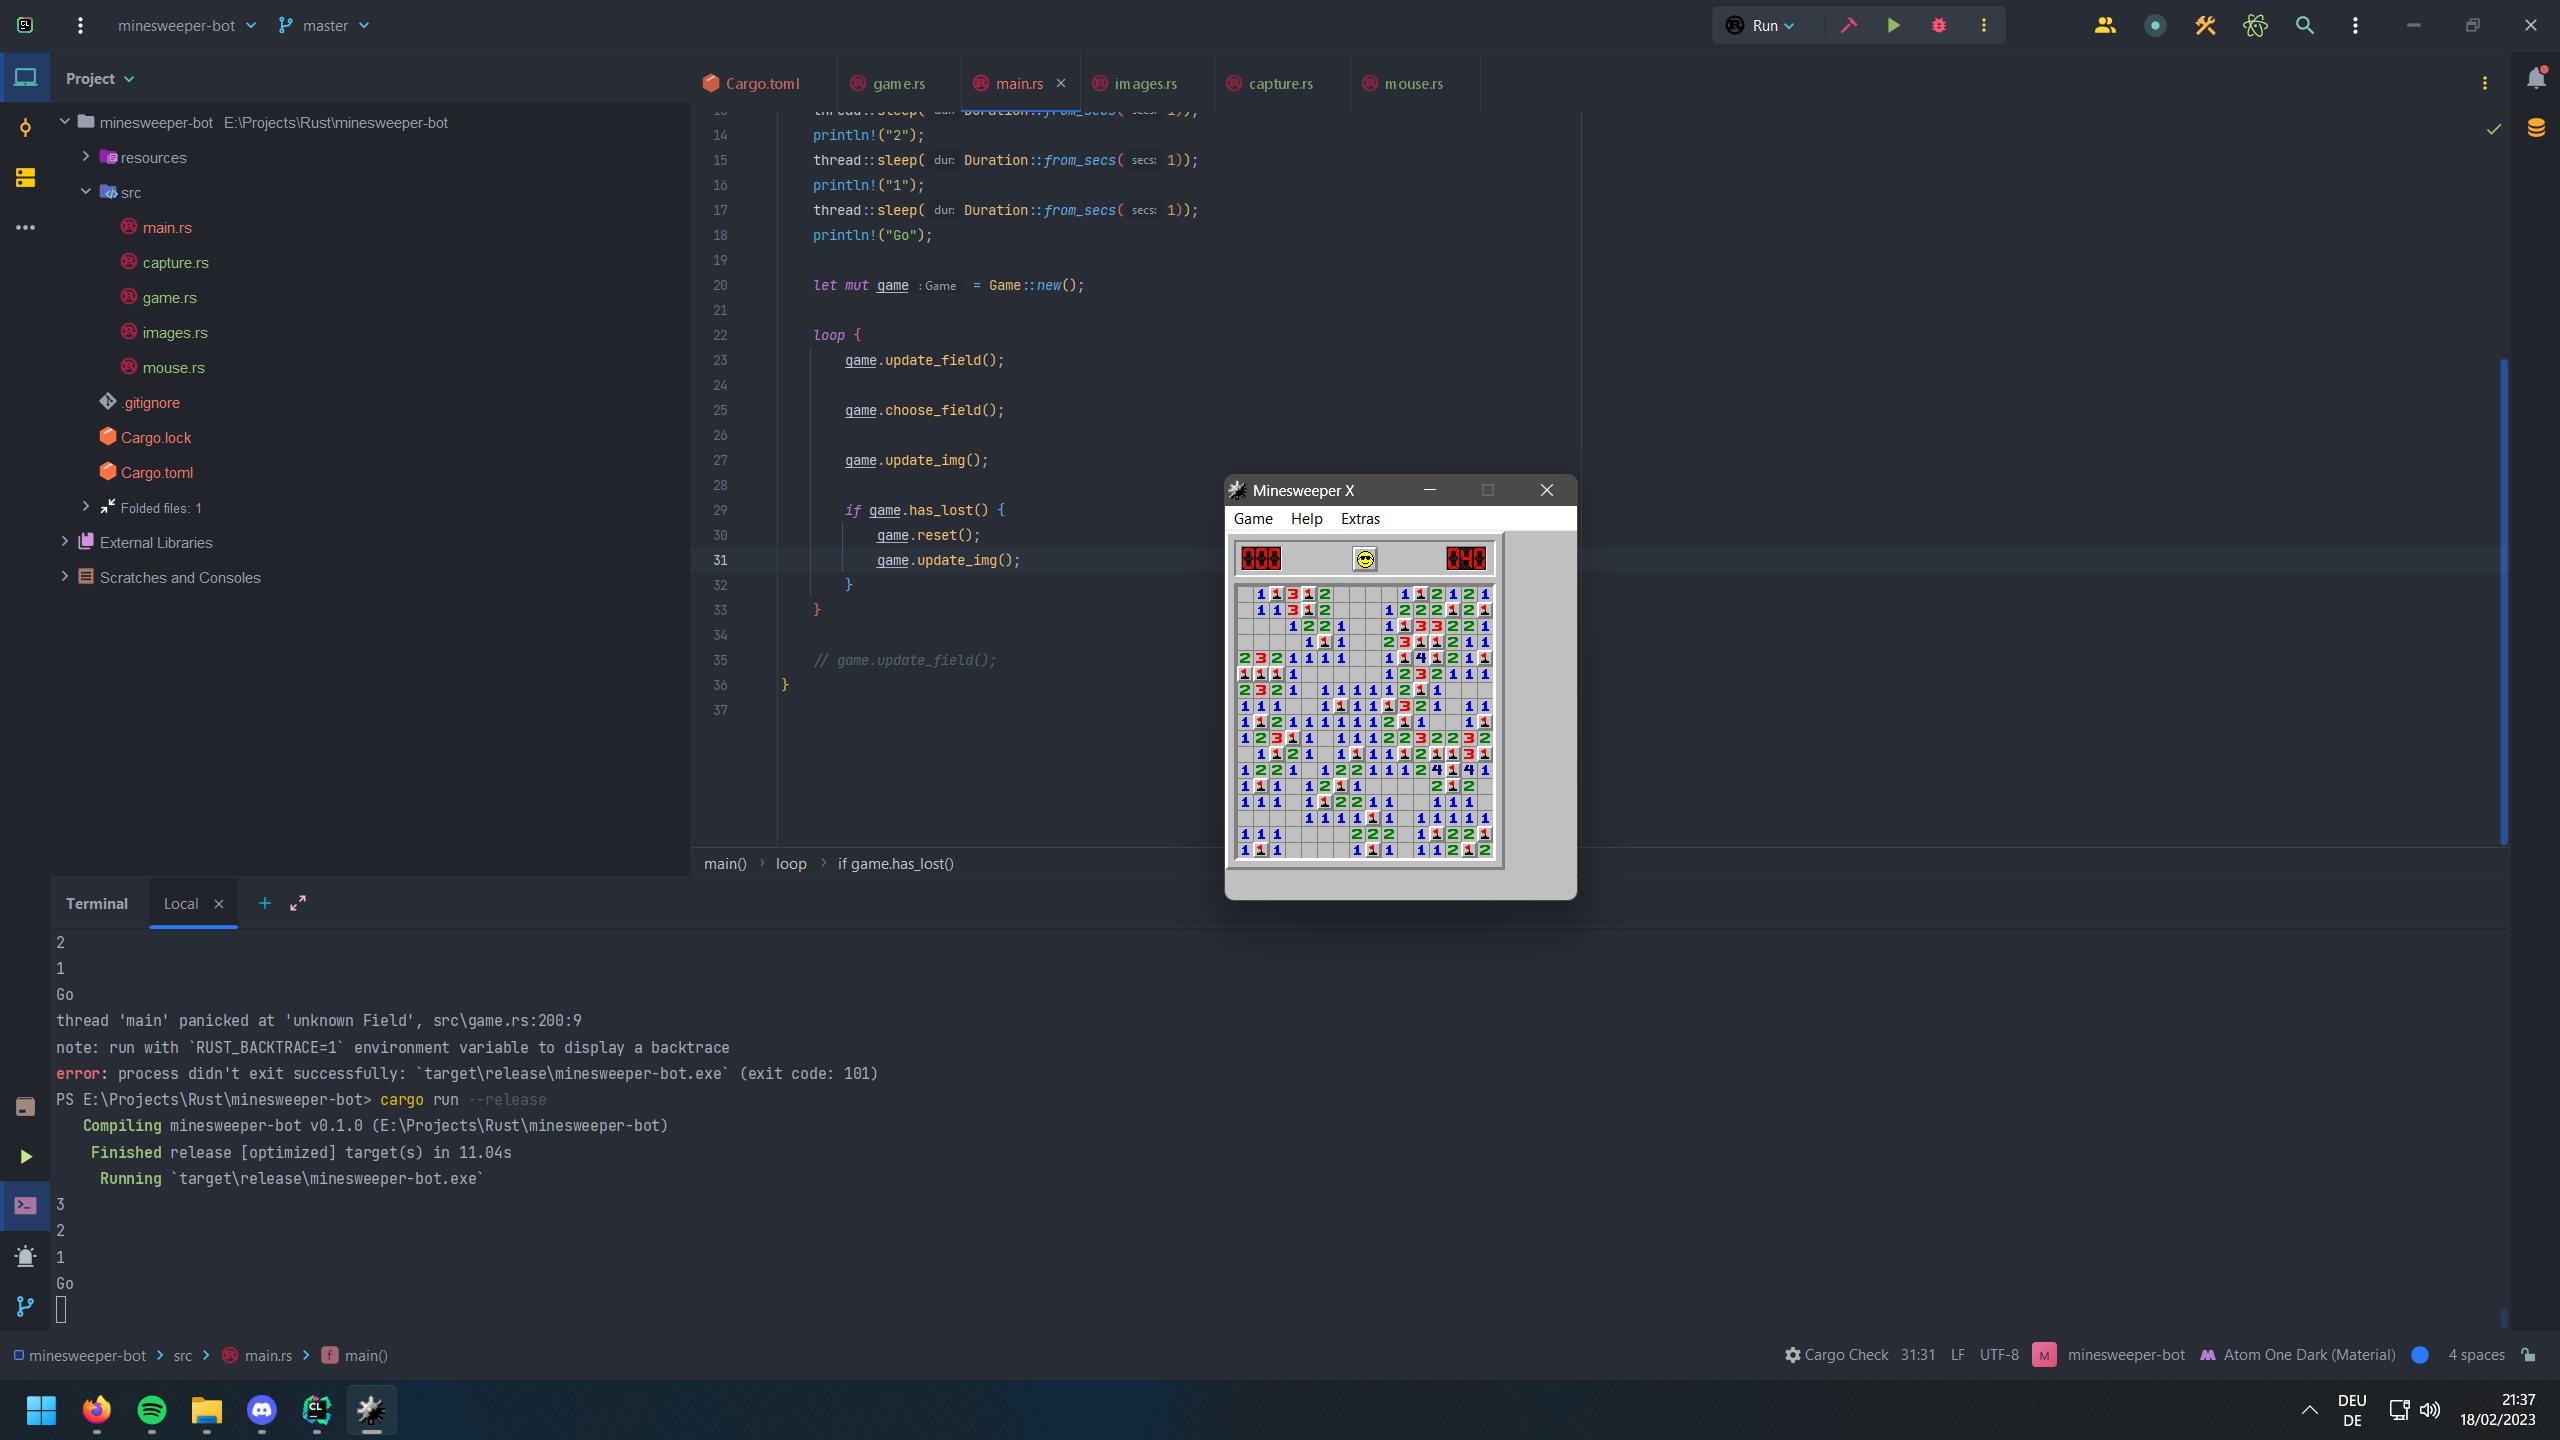 CL minesweeper-bot master Run
Project
Cargo.toml game.rs main.rs images.rs capture.rs mouse.rs
minesweeper-bot E:\Projects\Rust\minesweeper-bot
resources
src
main.rs
capture.rs
game.rs
images.rs
mouse.rs
.gitignore
Cargo.lock
Cargo.toml
Folded files: 1
External Libraries
Scratches and Consoles
14 println!("2");
15 thread::sleep( dur: Duration::from_secs( secs: 1));
16 println!("1");
17 thread::sleep( dur: Duration::from_secs( secs: 1));
18 println!("Go");
19
20 let mut game : Game = Game::new();
21
22 loop {
23 game.update_field();
24
25 game.choose_field();
26
27 game.update_img();
28
29 if game.has_lost() {
30 game.reset();
31 game.update_img();
32 }
33 }
34
35 // game.update_field();
36 }
37
main() › loop › if game.has_lost()
Minesweeper X
Game Help Extras
000 040
Terminal Local
2
1
Go
thread 'main' panicked at 'unknown Field', src\game.rs:200:9
note: run with `RUST_BACKTRACE=1` environment variable to display a backtrace
error: process didn't exit successfully: `target\release\minesweeper-bot.exe` (exit code: 101)
PS E:\Projects\Rust\minesweeper-bot> cargo run --release
Compiling minesweeper-bot v0.1.0 (E:\Projects\Rust\minesweeper-bot)
Finished release [optimized] target(s) in 11.04s
Running `target\release\minesweeper-bot.exe`
3
2
1
Go
minesweeper-bot › src › main.rs › f main()
Cargo Check 31:31 LF UTF-8 M minesweeper-bot Atom One Dark (Material) 4 spaces
DEU
DE
21:37
18/02/2023